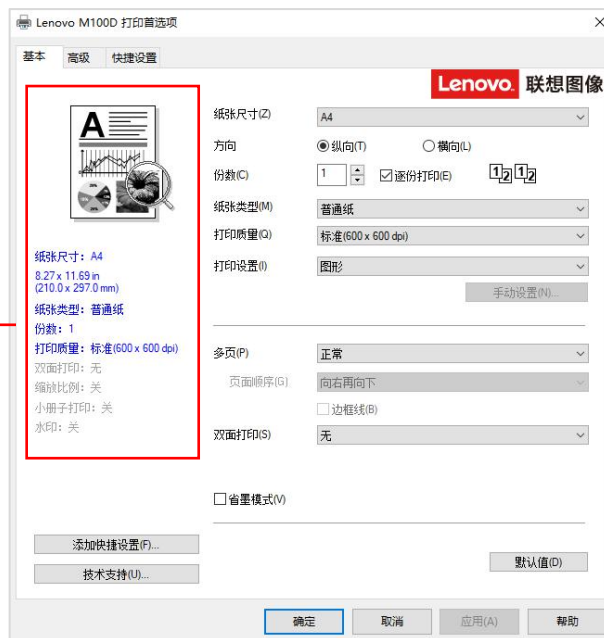 Lenovo M100D 打印首选项
基本 高级 快捷设置
Lenovo. 联想图像
A
纸张尺寸(Z) A4
方向 纵向(T) 横向(L)
份数(C) 1 逐份打印(E) 1 2 1 2
纸张类型(M) 普通纸
打印质量(Q) 标准(600 x 600 dpi)
打印设置(I) 图形
手动设置(N)...
纸张尺寸：A4
8.27 x 11.69 in
(210.0 x 297.0 mm)
纸张类型：普通纸
份数：1
打印质量：标准(600 x 600 dpi)
双面打印：无
缩放比例：关
小册子打印：关
水印：关
多页(P) 正常
页面顺序(G) 向右再向下
边框线(B)
双面打印(S) 无
省墨模式(V)
添加快捷设置(F)...
技术支持(U)...
默认值(D)
确定 取消 应用(A) 帮助